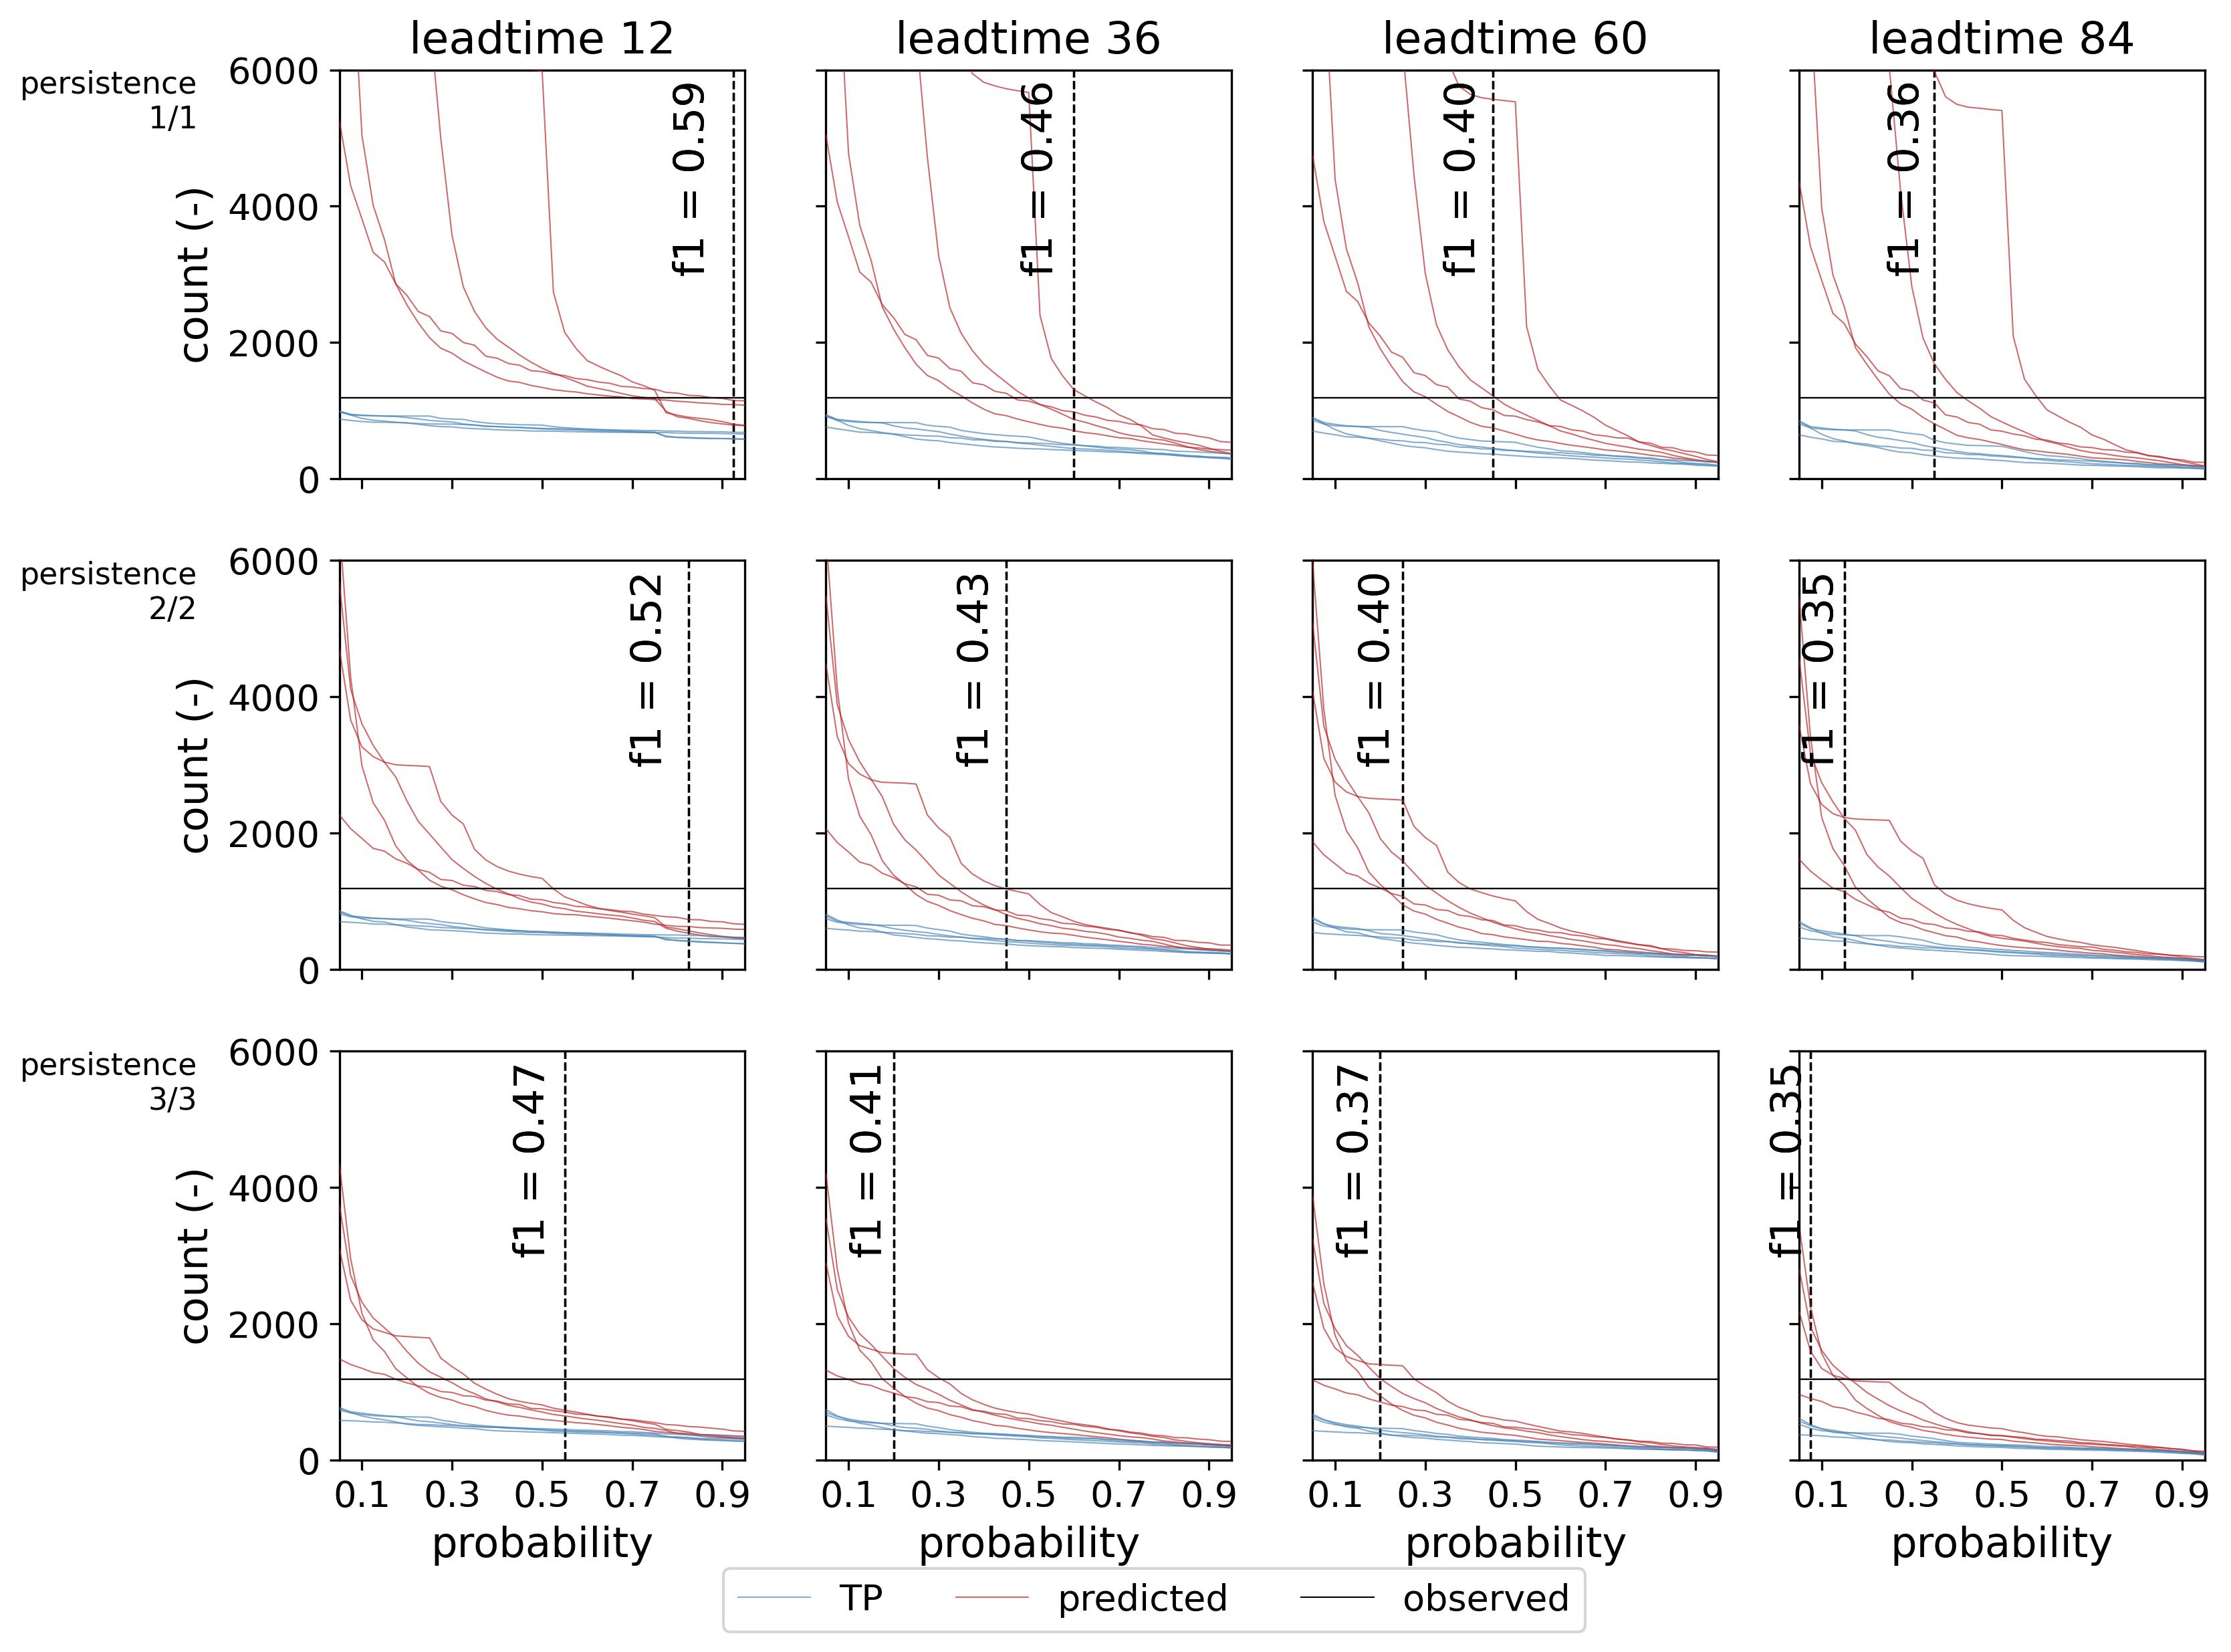 leadtime 12
leadtime 36
leadtime 60
leadtime 84
persistence
1/1
count (-)
6000
4000
2000
0
f1 = 0.59
f1 = 0.46
f1 = 0.40
f1 = 0.36
persistence
2/2
count (-)
6000
4000
2000
0
f1 = 0.52
f1 = 0.43
f1 = 0.40
f1 = 0.35
persistence
3/3
count (-)
6000
4000
2000
0
f1 = 0.47
f1 = 0.41
f1 = 0.37
f1 = 0.35
0.1 0.3 0.5 0.7 0.9
0.1 0.3 0.5 0.7 0.9
0.1 0.3 0.5 0.7 0.9
0.1 0.3 0.5 0.7 0.9
probability
probability
probability
probability
TP
predicted
observed